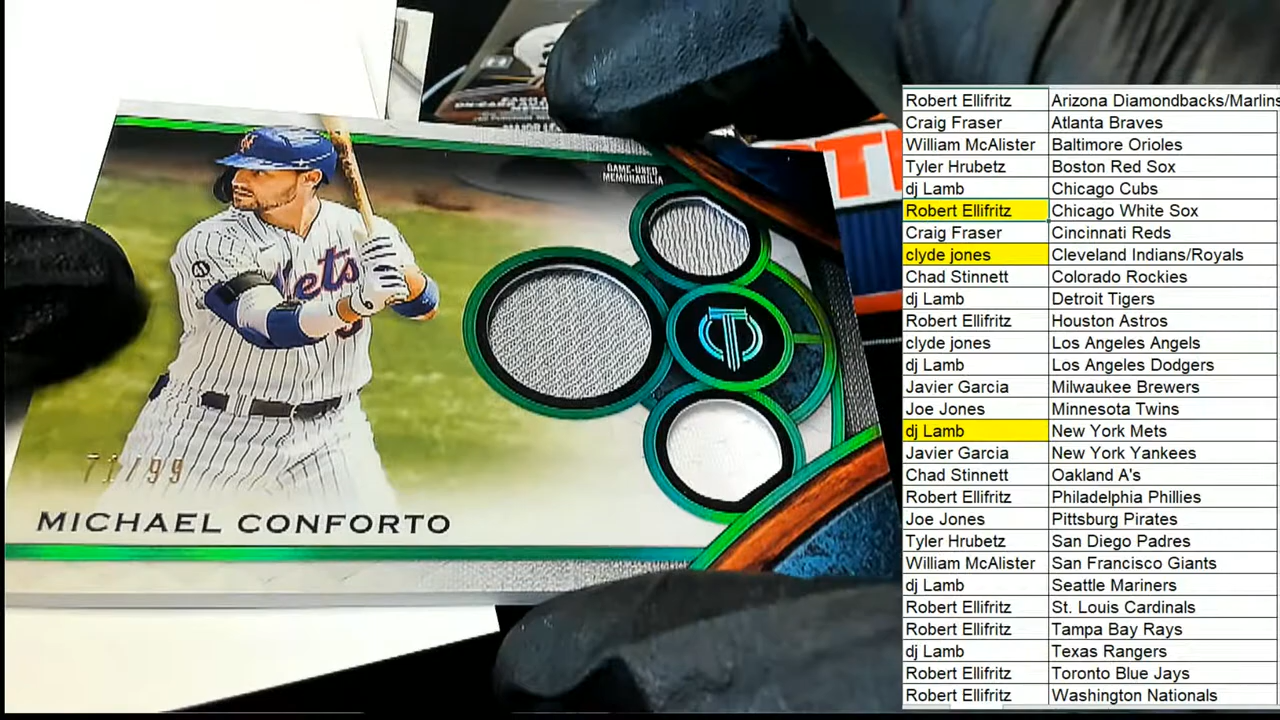 GAME-USED
MEMORABILIA
Mets
71/99
MICHAEL CONFORTO
Robert Ellifritz Arizona Diamondbacks/Marlins
Craig Fraser Atlanta Braves
William McAlister Baltimore Orioles
Tyler Hrubetz Boston Red Sox
dj Lamb Chicago Cubs
Robert Ellifritz Chicago White Sox
Craig Fraser Cincinnati Reds
clyde jones Cleveland Indians/Royals
Chad Stinnett Colorado Rockies
dj Lamb Detroit Tigers
Robert Ellifritz Houston Astros
clyde jones Los Angeles Angels
dj Lamb Los Angeles Dodgers
Javier Garcia Milwaukee Brewers
Joe Jones Minnesota Twins
dj Lamb New York Mets
Javier Garcia New York Yankees
Chad Stinnett Oakland A's
Robert Ellifritz Philadelphia Phillies
Joe Jones Pittsburg Pirates
Tyler Hrubetz San Diego Padres
William McAlister San Francisco Giants
dj Lamb Seattle Mariners
Robert Ellifritz St. Louis Cardinals
Robert Ellifritz Tampa Bay Rays
dj Lamb Texas Rangers
Robert Ellifritz Toronto Blue Jays
Robert Ellifritz Washington Nationals